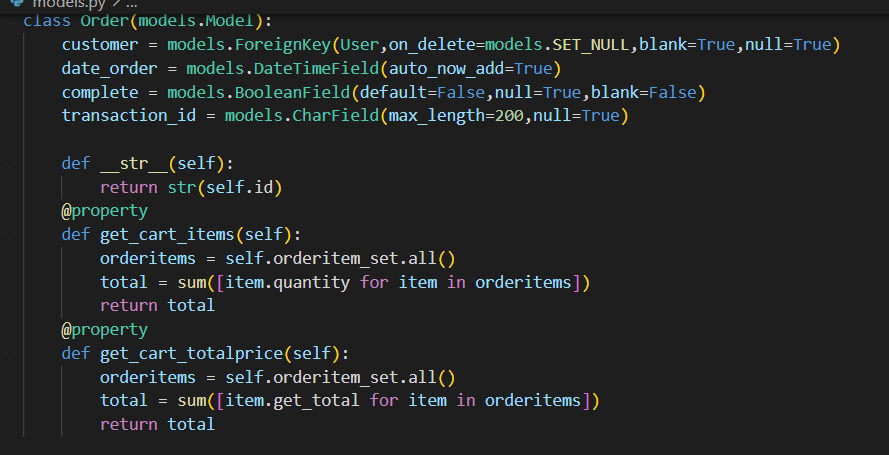 models.py > ...
class Order(models.Model):
    customer = models.ForeignKey(User,on_delete=models.SET_NULL,blank=True,null=True)
    date_order = models.DateTimeField(auto_now_add=True)
    complete = models.BooleanField(default=False,null=True,blank=False)
    transaction_id = models.CharField(max_length=200,null=True)

    def __str__(self):
        return str(self.id)
    @property
    def get_cart_items(self):
        orderitems = self.orderitem_set.all()
        total = sum([item.quantity for item in orderitems])
        return total
    @property
    def get_cart_totalprice(self):
        orderitems = self.orderitem_set.all()
        total = sum([item.get_total for item in orderitems])
        return total